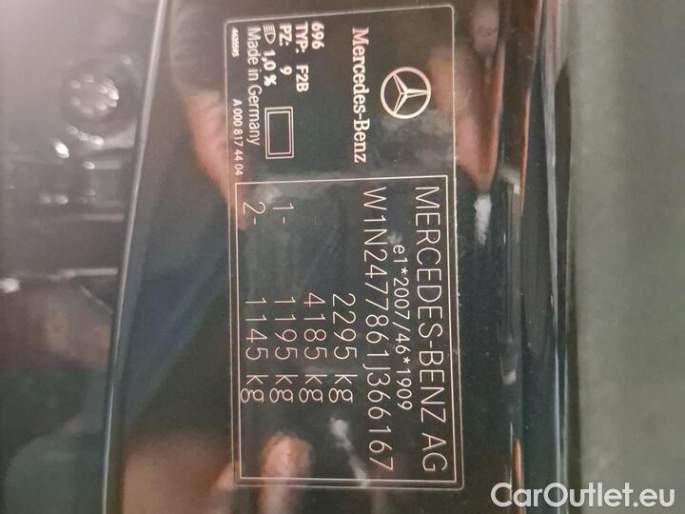 MERCEDES-BENZ AG
e1*2007/46*1909
W1N2477861J366167
2295 kg
4185 kg
1- 1195 kg
2- 1145 kg
Mercedes-Benz
696
TYP: F2B
PZ: 9
1,0 %
Made in Germany
A 000 817 44 04
CarOutlet.eu